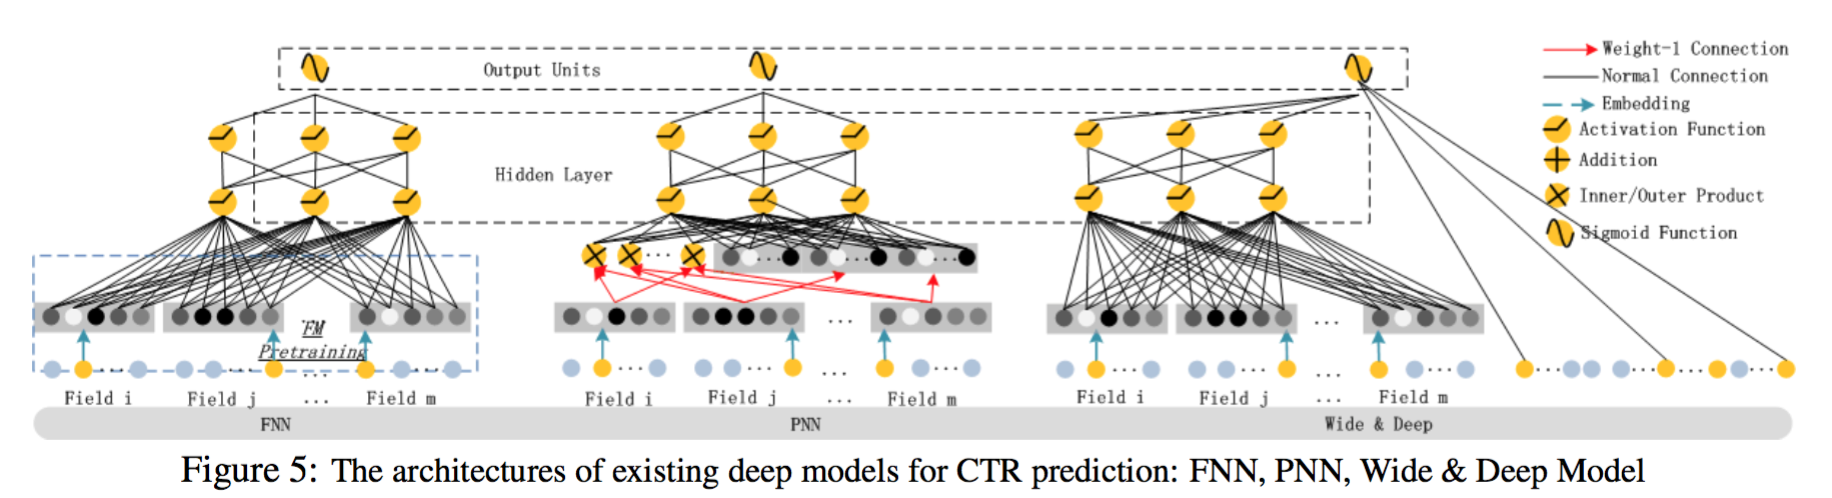 Output Units
Weight-1 Connection
Normal Connection
Embedding
Activation Function
Addition
Inner/Outer Product
Sigmoid Function
Hidden Layer
FM
Pretraining
Field i
Field j
...
Field m
Field i
Field j
...
Field m
Field i
Field j
...
Field m
FNN
PNN
Wide & Deep
Figure 5: The architectures of existing deep models for CTR prediction: FNN, PNN, Wide & Deep Model